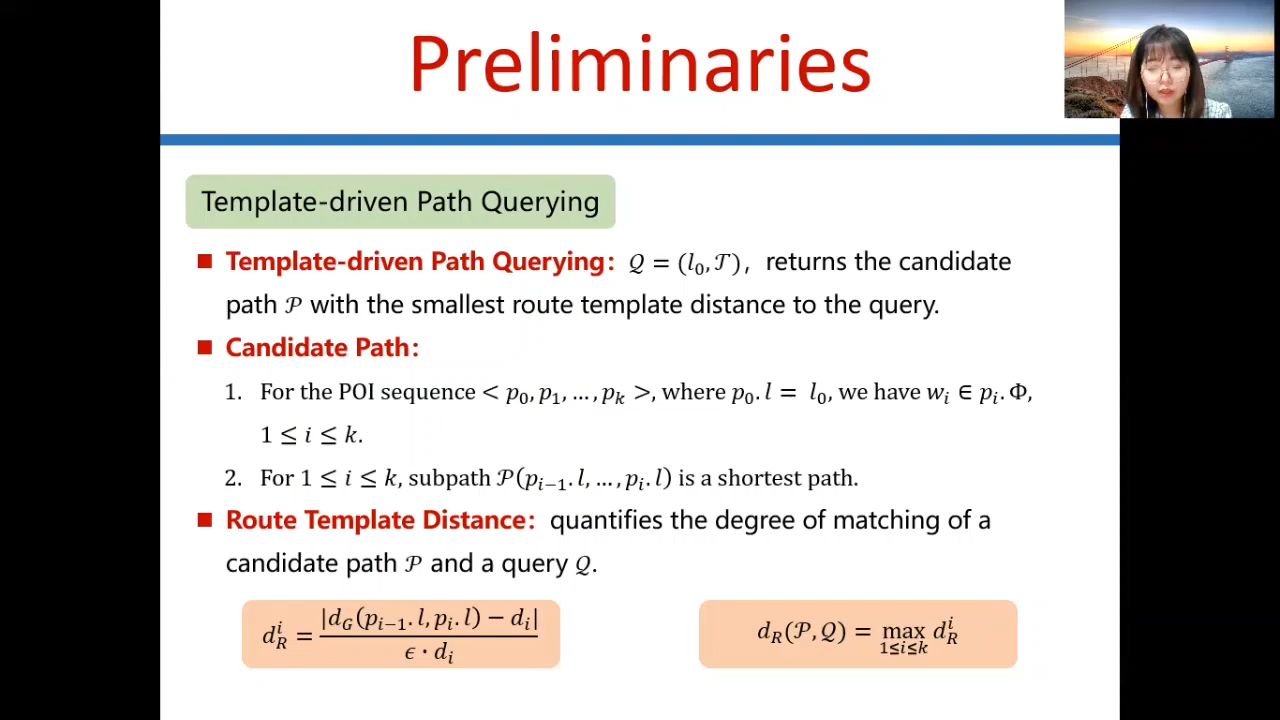 Preliminaries
Template-driven Path Querying
■ Template-driven Path Querying: 𝒬 = (l₀, 𝒯), returns the candidate
path 𝒫 with the smallest route template distance to the query.
■ Candidate Path:
1. For the POI sequence < p₀, p₁, …, pₖ >, where p₀. l = l₀, we have wᵢ ∈ pᵢ. Φ,
1 ≤ i ≤ k.
2. For 1 ≤ i ≤ k, subpath 𝒫(pᵢ₋₁. l, …, pᵢ. l) is a shortest path.
■ Route Template Distance: quantifies the degree of matching of a
candidate path 𝒫 and a query 𝒬.
d_R^i = |d_G(pᵢ₋₁. l, pᵢ. l) − dᵢ| / ϵ · dᵢ
d_R(𝒫, 𝒬) = max_{1≤i≤k} d_R^i